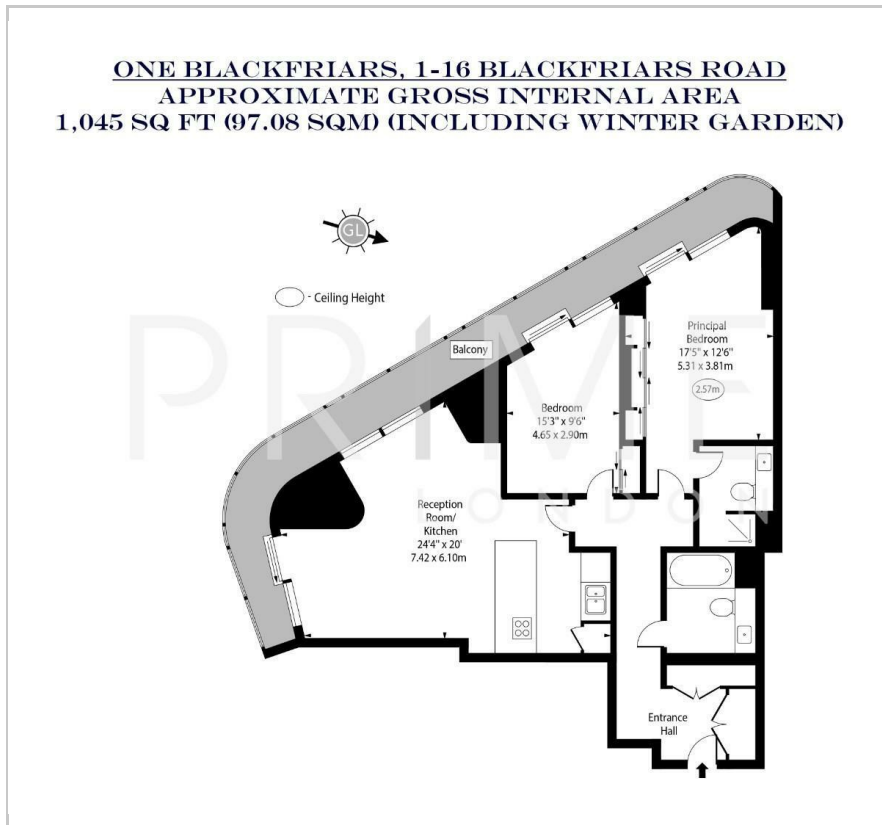 ONE BLACKFRIARS, 1-16 BLACKFRIARS ROAD
APPROXIMATE GROSS INTERNAL AREA
1,045 SQ FT (97.08 SQM) (INCLUDING WINTER GARDEN)
GL
- Ceiling Height
PRIME
LONDON
Balcony
Principal
Bedroom
17'5" x 12'6"
5.31 x 3.81m
2.57m
Bedroom
15'3" x 9'6"
4.65 x 2.90m
Reception
Room/
Kitchen
24'4" x 20'
7.42 x 6.10m
Entrance
Hall